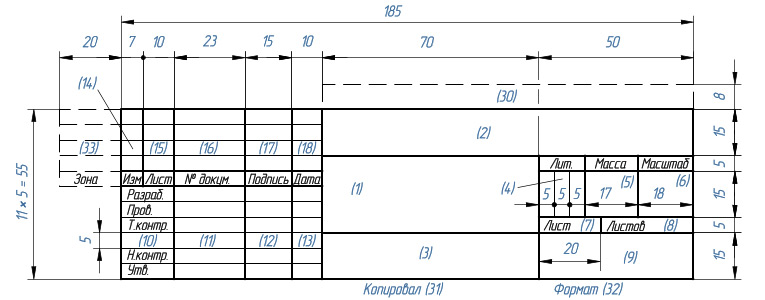 185
20 7 10 23 15 10 70 50
(14) (30) 8
(2) 15
(33) (15) (16) (17) (18)
Лит. Масса Масштаб 5
Зона Изм Лист № докум. Подпись Дата (1) (4) 5 5 5 17 (5) 18 (6) 15
11 × 5 = 55
Разраб.
Пров.
Т.контр. Лист (7) Листов (8) 5
5 (10) (11) (12) (13) (3) 20 (9) 15
Н.контр.
Утв.
Копировал (31) Формат (32)